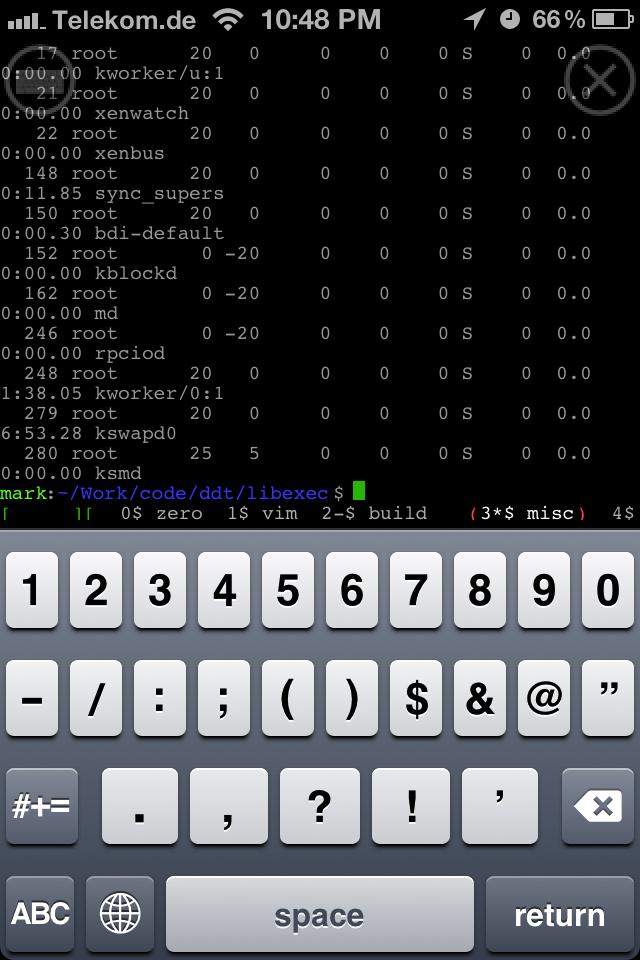 Telekom.de 10:48 PM 66%
17 root 20 0 0 0 0 S 0 0.0
0:00.00 kworker/u:1
21 root 20 0 0 0 0 S 0 0.0
0:00.00 xenwatch
22 root 20 0 0 0 0 S 0 0.0
0:00.00 xenbus
148 root 20 0 0 0 0 S 0 0.0
0:11.85 sync_supers
150 root 20 0 0 0 0 S 0 0.0
0:00.30 bdi-default
152 root 0 -20 0 0 0 S 0 0.0
0:00.00 kblockd
162 root 0 -20 0 0 0 S 0 0.0
0:00.00 md
246 root 0 -20 0 0 0 S 0 0.0
0:00.00 rpciod
248 root 20 0 0 0 0 S 0 0.0
1:38.05 kworker/0:1
279 root 20 0 0 0 0 S 0 0.0
6:53.28 kswapd0
280 root 25 5 0 0 0 S 0 0.0
0:00.00 ksmd
mark:~/Work/code/ddt/libexec$
[ ][ 0$ zero 1$ vim 2-$ build (3*$ misc) 4$
1 2 3 4 5 6 7 8 9 0
- / : ; ( ) $ & @ ”
#+= . , ? ! ’
ABC space return